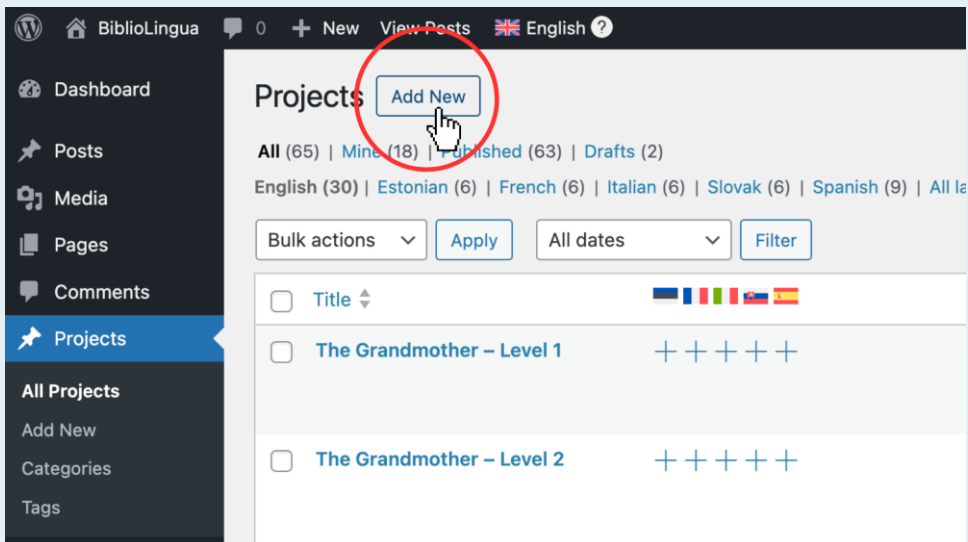 BiblioLingua 0 New View Posts English ?
Dashboard
Posts
Media
Pages
Comments
Projects
All Projects
Add New
Categories
Tags
Projects Add New
All (65) | Mine (18) | Published (63) | Drafts (2)
English (30) | Estonian (6) | French (6) | Italian (6) | Slovak (6) | Spanish (9) | All la
Bulk actions Apply All dates Filter
Title
The Grandmother – Level 1
The Grandmother – Level 2